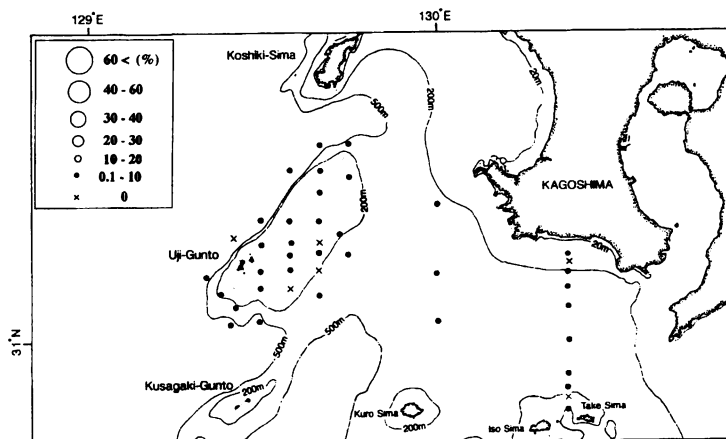 129°E
130°E
60 < (%)
40 - 60
30 - 40
20 - 30
10 - 20
0.1 - 10
0
Koshiki-Sima
500m
200m
20m
KAGOSHIMA
200m
Uji-Gunto
20m
500m
31°N
500m
Kusagaki-Gunto
200m
Kuro Sima
200m
Take Sima
Iso Sima